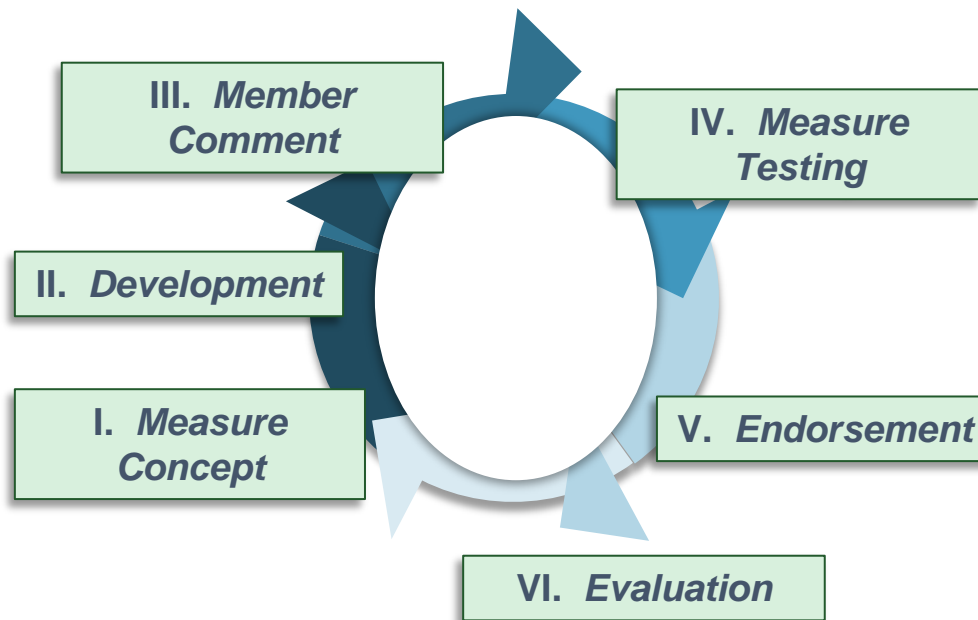 III. Member
Comment
IV. Measure
Testing
II. Development
I. Measure
Concept
V. Endorsement
VI. Evaluation